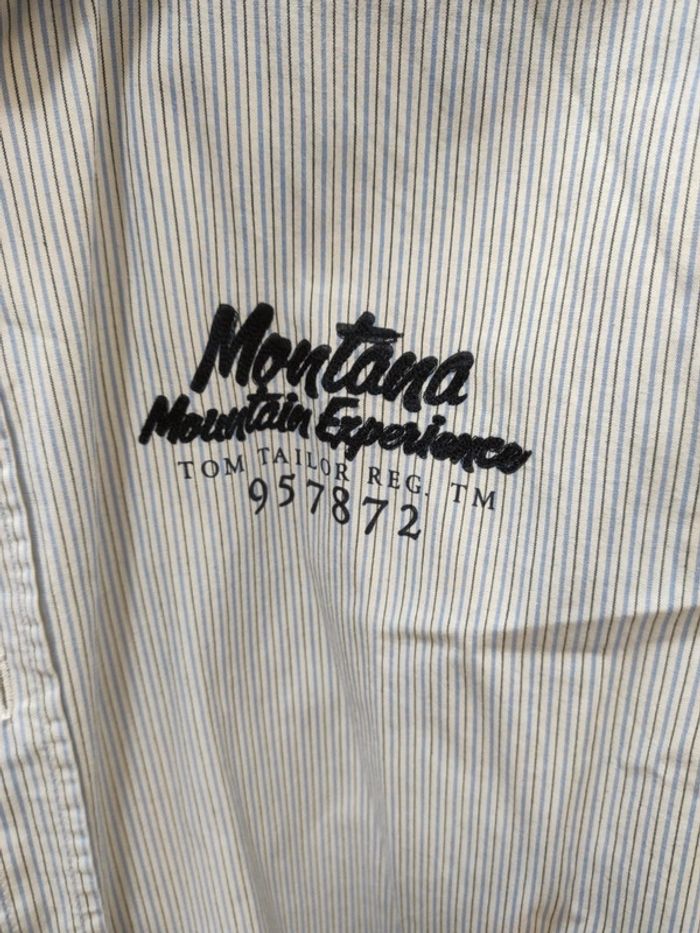 Montana
Mountain Experience
TOM TAILOR REG. TM
957872